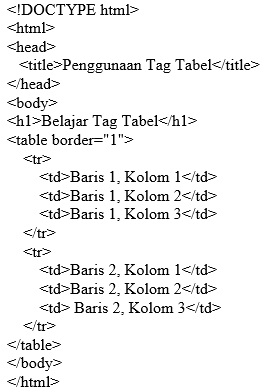 <!DOCTYPE html>
<html>
<head>
<title>Penggunaan Tag Tabel</title>
</head>
<body>
<h1>Belajar Tag Tabel</h1>
<table border="1">
<tr>
<td>Baris 1, Kolom 1</td>
<td>Baris 1, Kolom 2</td>
<td>Baris 1, Kolom 3</td>
</tr>
<tr>
<td>Baris 2, Kolom 1</td>
<td>Baris 2, Kolom 2</td>
<td> Baris 2, Kolom 3</td>
</tr>
</table>
</body>
</html>